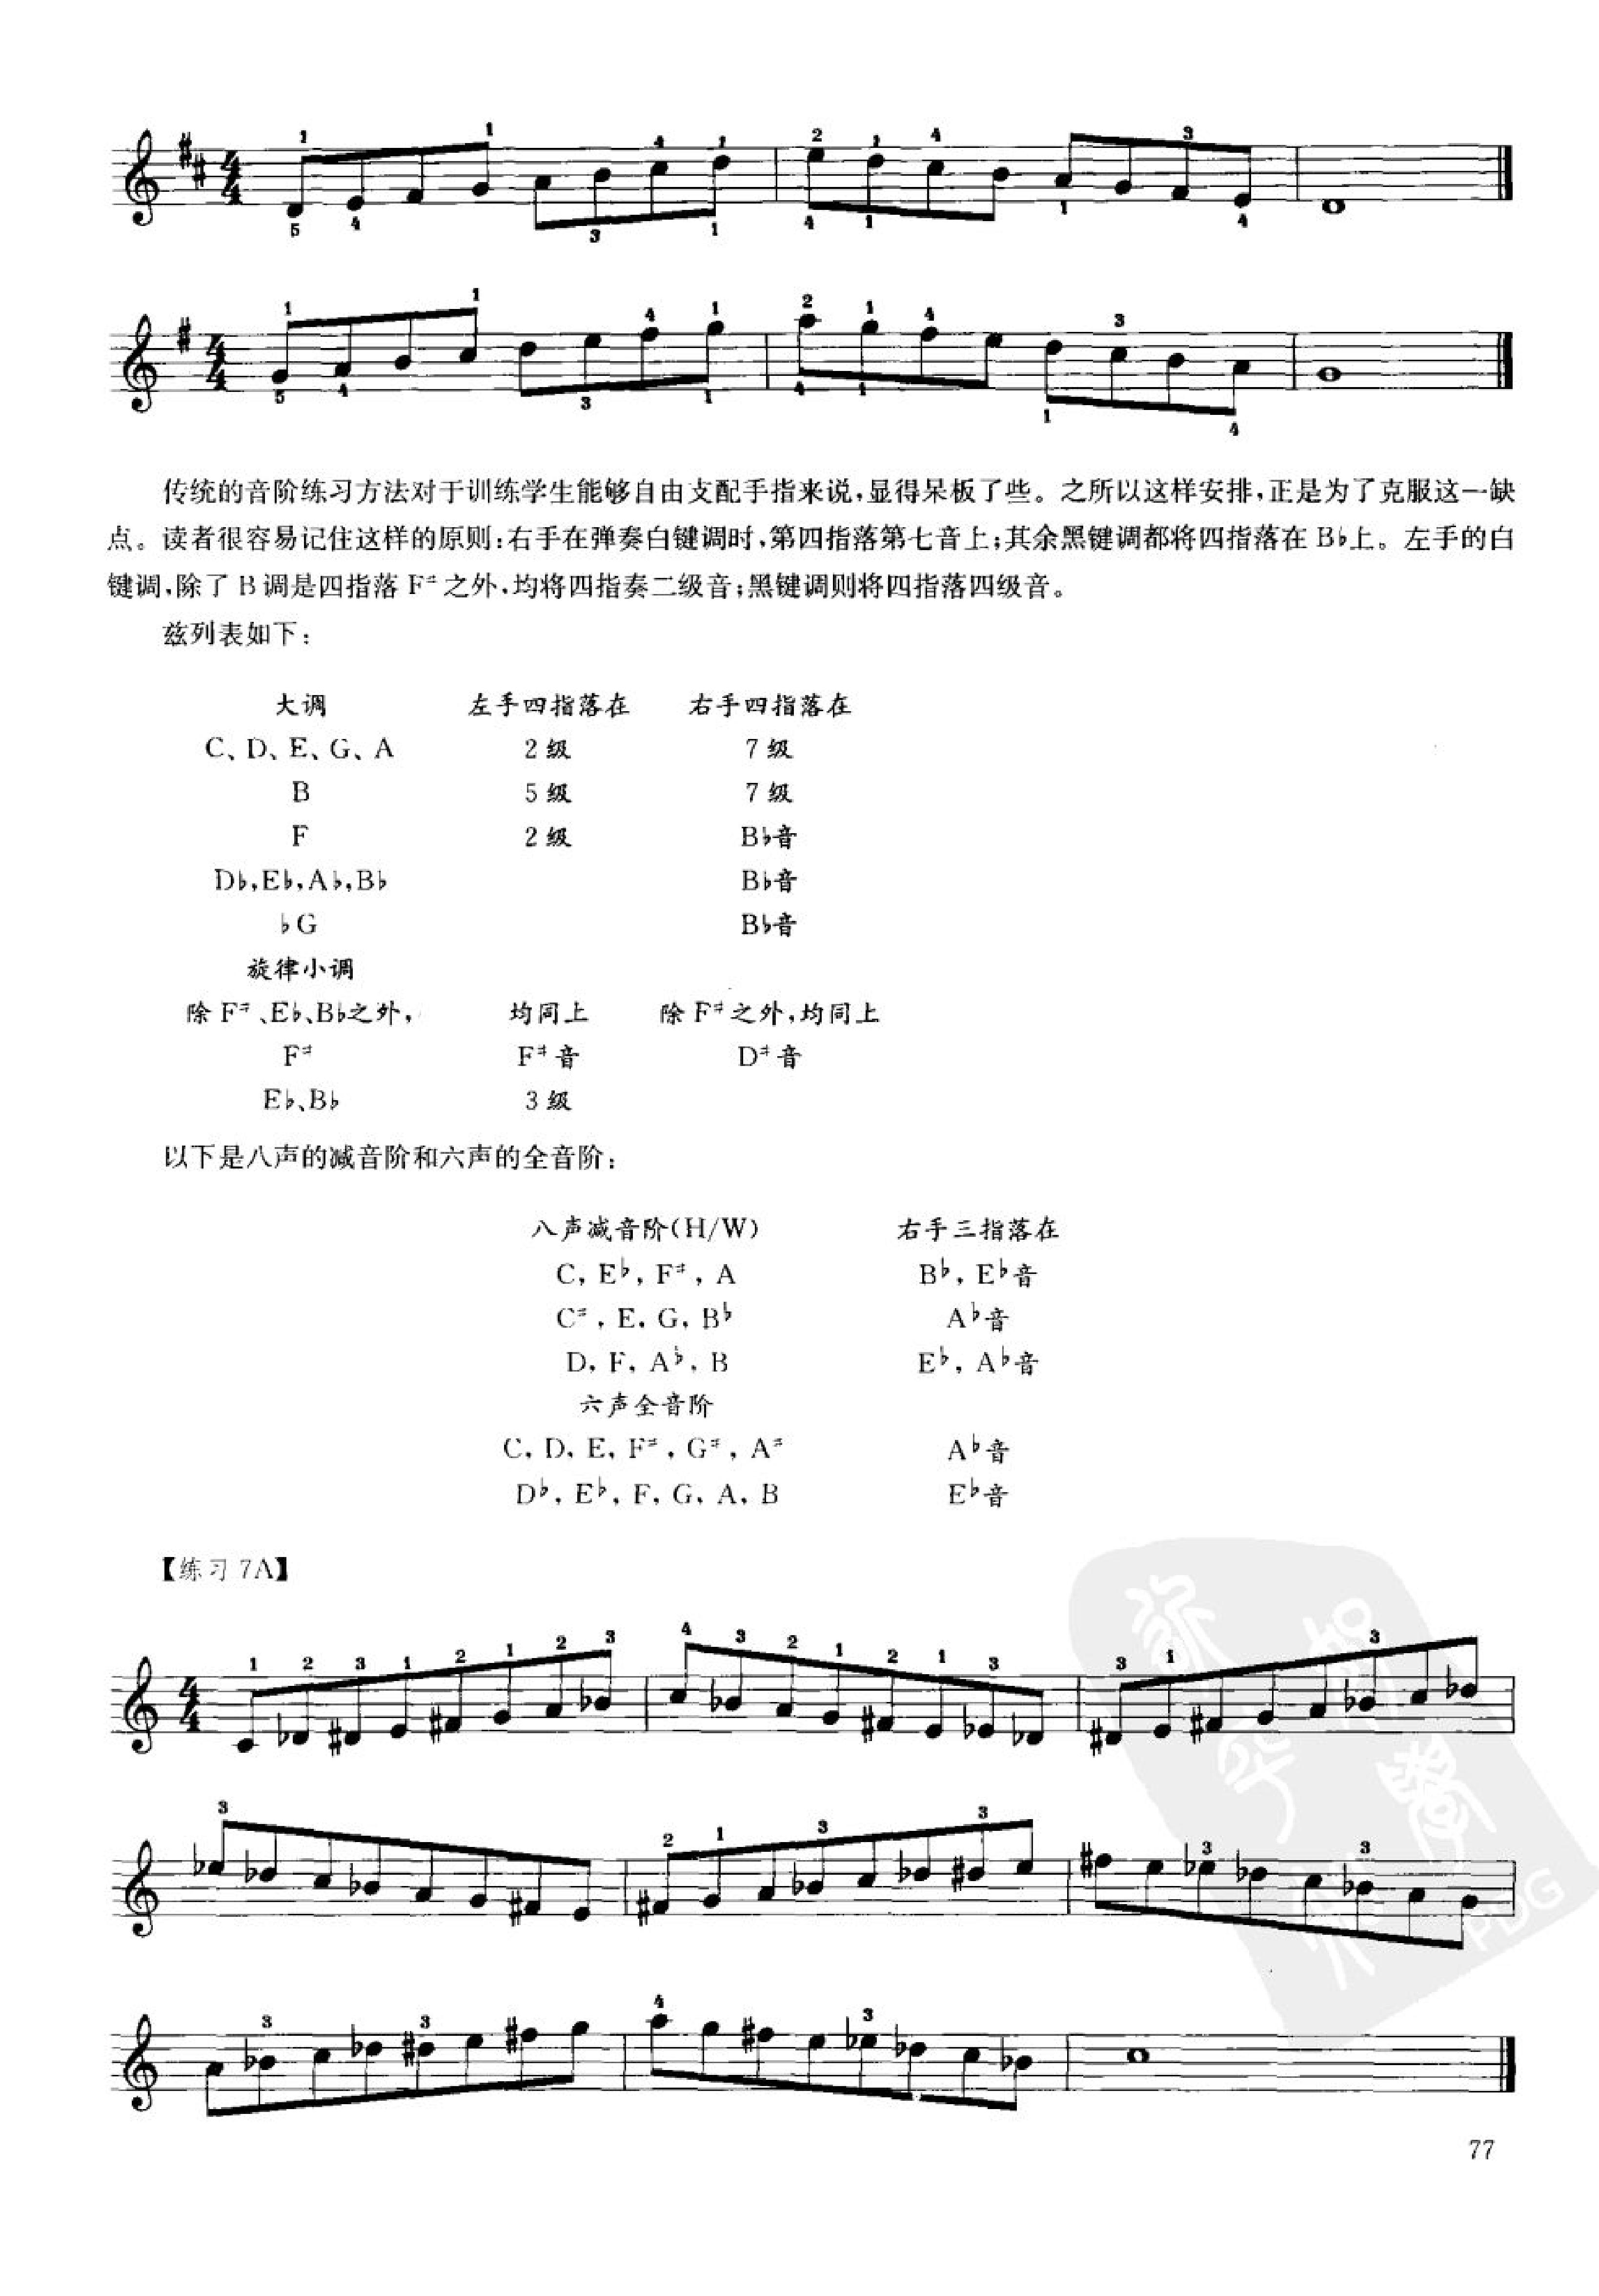 传统的音阶练习方法对于训练学生能够自由支配手指来说,显得呆板了些。之所以这样安排,正是为了克服这一缺
点。读者很容易记住这样的原则:右手在弹奏白键调时,第四指落第七音上;其余黑键调都将四指落在B♭上。左手的白
键调,除了B调是四指落F♯之外,均将四指奏二级音;黑键调则将四指落四级音。
兹列表如下:
大调 左手四指落在 右手四指落在
C、D、E、G、A 2级 7级
B 5级 7级
F 2级 B♭音
D♭,E♭,A♭,B♭ B♭音
♭G B♭音
旋律小调
除F♯、E♭、B♭之外, 均同上 除F♯之外,均同上
F♯ F♯音 D♯音
E♭、B♭ 3级
以下是八声的减音阶和六声的全音阶:
八声减音阶(H/W) 右手三指落在
C, E♭, F♯, A B♭, E♭音
C♯, E, G, B♭ A♭音
D, F, A♭, B E♭, A♭音
六声全音阶
C, D, E, F♯, G♯, A♯ A♭音
D♭, E♭, F, G, A, B E♭音
【练习7A】
PDG
77